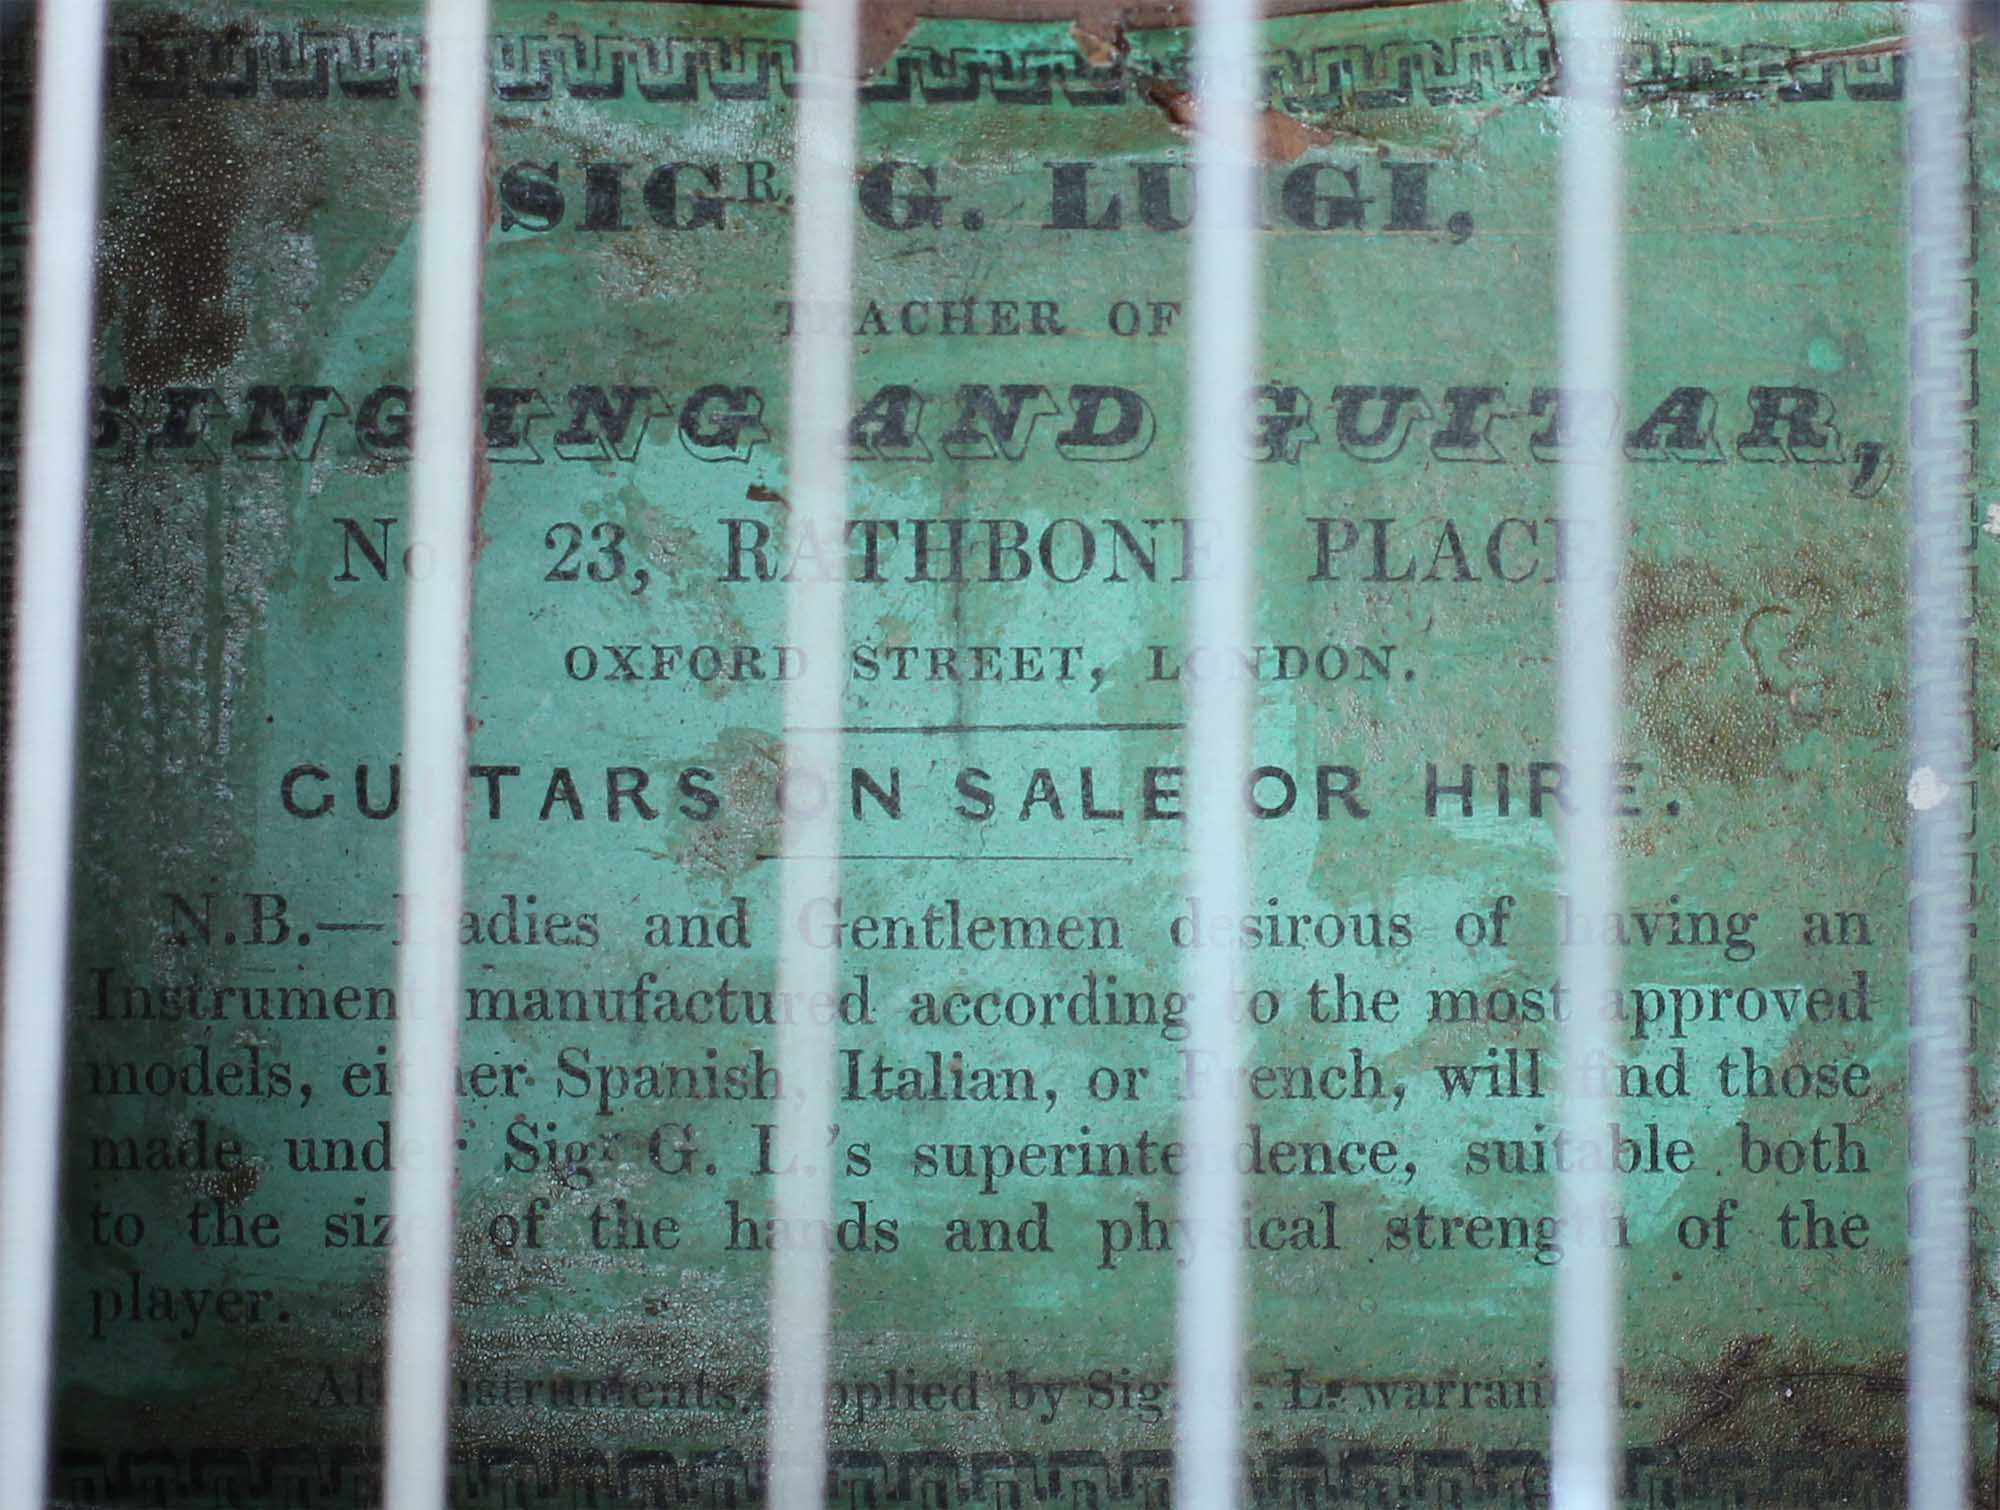 SIGR. G. LUIGI,
TEACHER OF
SINGING AND GUITAR,
No. 23, RATHBONE PLACE
OXFORD STREET, LONDON.
GUITARS ON SALE OR HIRE.
N.B.—Ladies and Gentlemen desirous of having an
Instrument manufactured according to the most approved
models, either Spanish, Italian, or French, will find those
made under Sigr G. L.'s superintendence, suitable both
to the size of the hands and physical strength of the
player.
All Instruments, supplied by Sig. G. L. warranted.